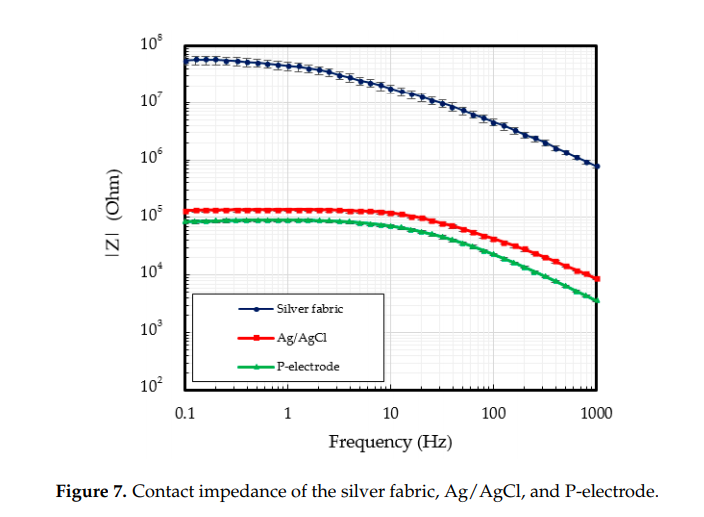 10⁸
10⁷
10⁶
10⁵
10⁴
10³
10²
|Z| (Ohm)
Silver fabric
Ag/AgCl
P-electrode
0.1 1 10 100 1000
Frequency (Hz)
Figure 7. Contact impedance of the silver fabric, Ag/AgCl, and P-electrode.